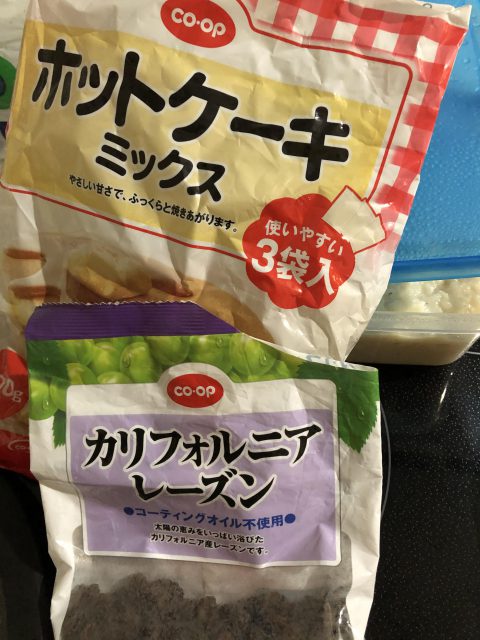 CO・OP
ホットケーキ
ミックス
やさしい甘さで、ふっくらと焼きあがります。
使いやすい
3袋入
CO・OP
カリフォルニア
レーズン
●コーティングオイル不使用●
太陽の恵みをいっぱい浴びた
カリフォルニア産レーズンです。